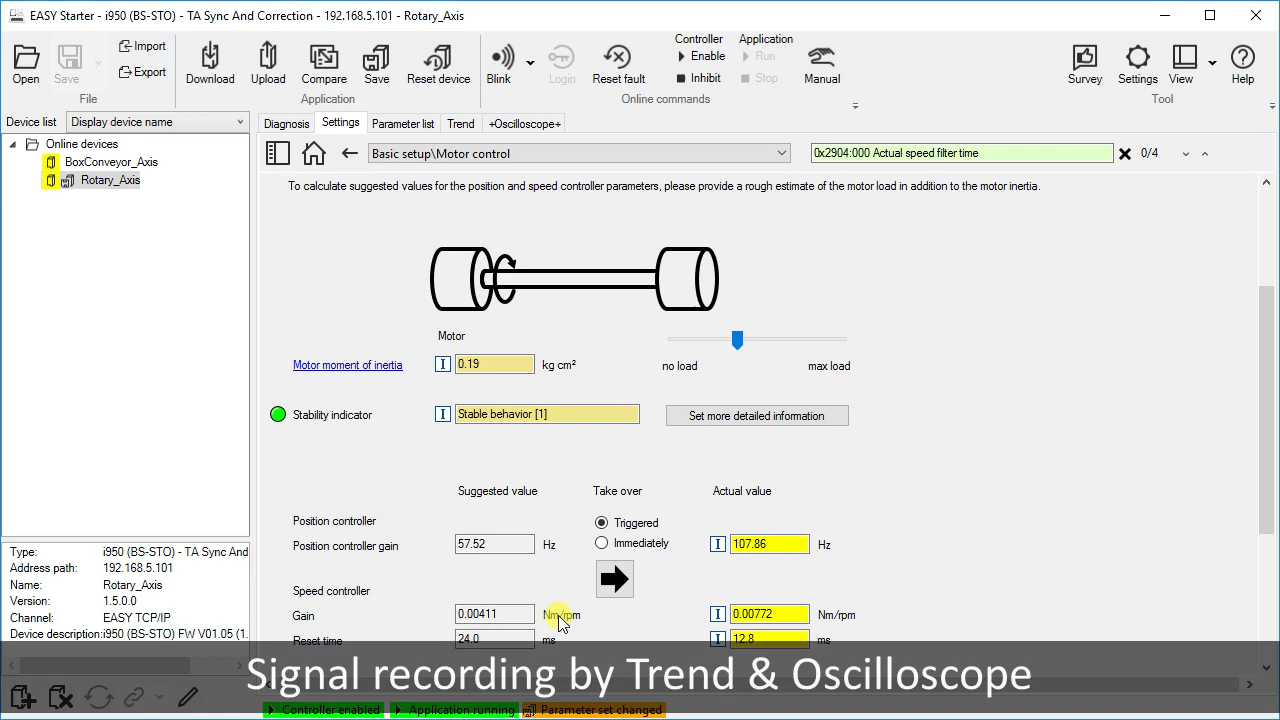 EASY Starter - i950 (BS-STO) - TA Sync And Correction - 192.168.5.101 - Rotary_Axis
Open
Save
Import
Export
File
Download
Upload
Compare
Save
Reset device
Application
Blink
Login
Reset fault
Controller
Enable
Inhibit
Application
Run
Stop
Manual
Online commands
Survey
Settings
View
Help
Tool
Device list
Display device name
Online devices
BoxConveyor_Axis
Rotary_Axis
Diagnosis
Settings
Parameter list
Trend
+Oscilloscope+
Basic setup\Motor control
0x2904:000 Actual speed filter time
0/4
To calculate suggested values for the position and speed controller parameters, please provide a rough estimate of the motor load in addition to the motor inertia.
Motor
Motor moment of inertia
I
0.19
kg cm²
no load
max load
Stability indicator
I
Stable behavior [1]
Set more detailed information
Suggested value
Take over
Actual value
Position controller
Triggered
Position controller gain
57.52
Hz
Immediately
I
107.86
Hz
Speed controller
Gain
0.00411
Nm/rpm
I
0.00772
Nm/rpm
Reset time
24.0
ms
I
12.8
ms
Type: i950 (BS-STO) - TA Sync And
Address path: 192.168.5.101
Name: Rotary_Axis
Version: 1.5.0.0
Channel: EASY TCP/IP
Device description: i950 (BS-STO) FW V01.05 (1.
Signal recording by Trend & Oscilloscope
Controller enabled
Application running
Parameter set changed